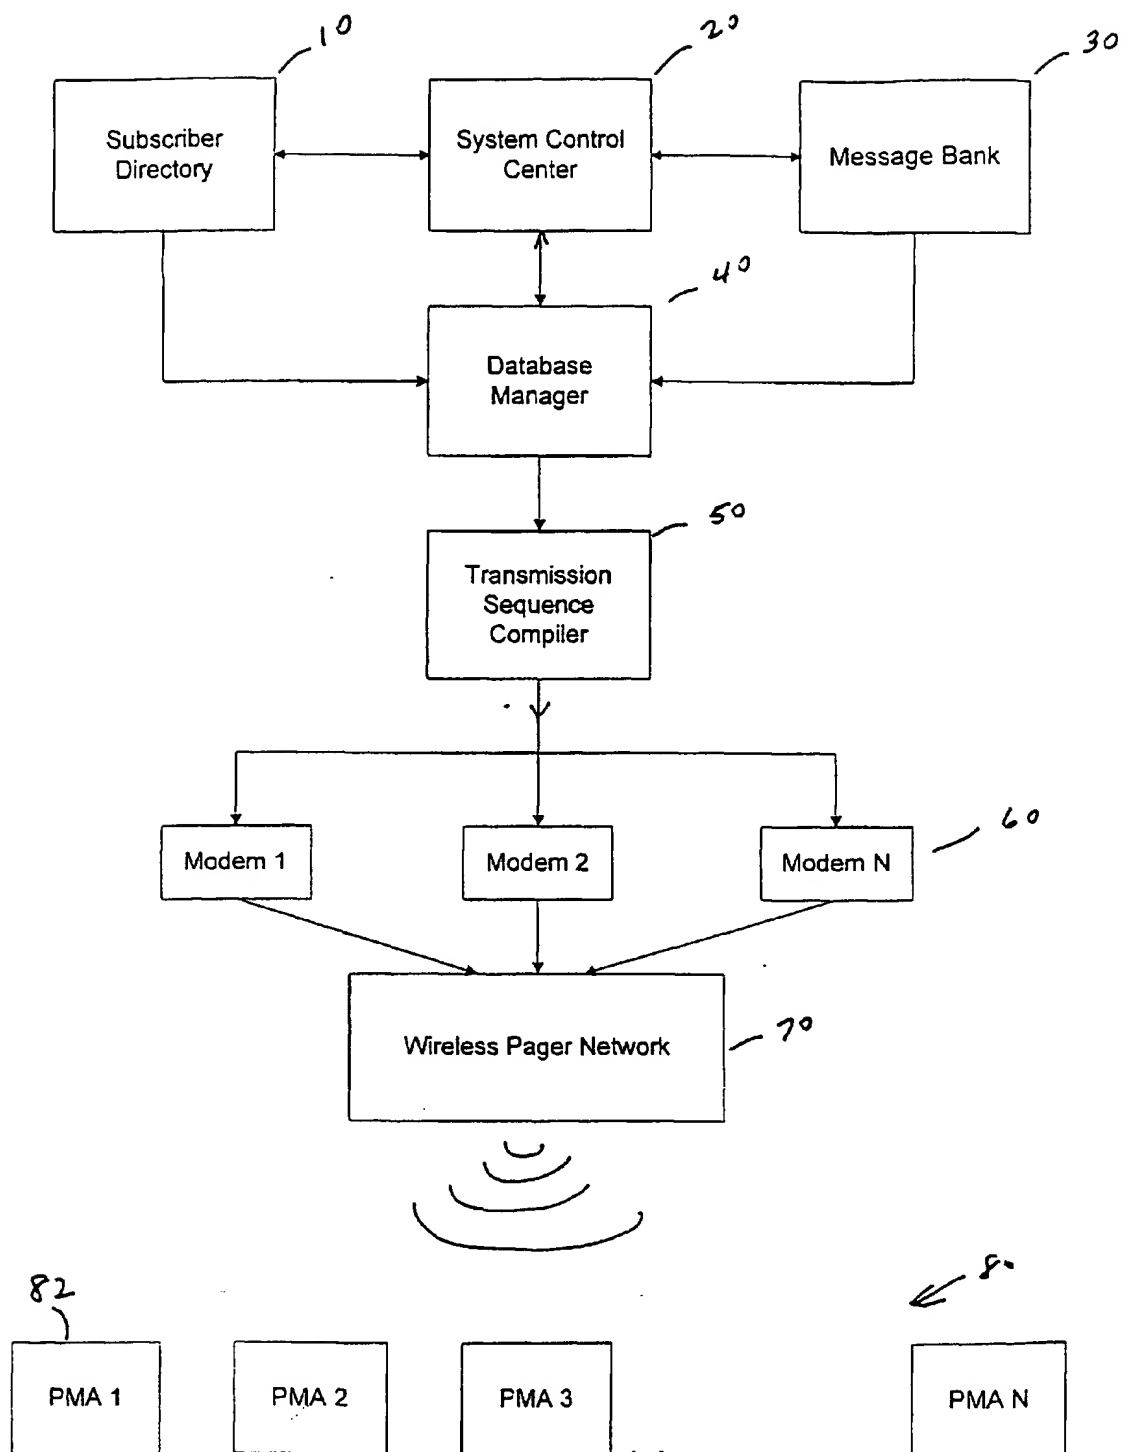 10
20
30
Subscriber
Directory
System Control
Center
Message Bank
40
Database
Manager
50
Transmission
Sequence
Compiler
60
Modem 1
Modem 2
Modem N
Wireless Pager Network
70
82
PMA 1
PMA 2
PMA 3
PMA N